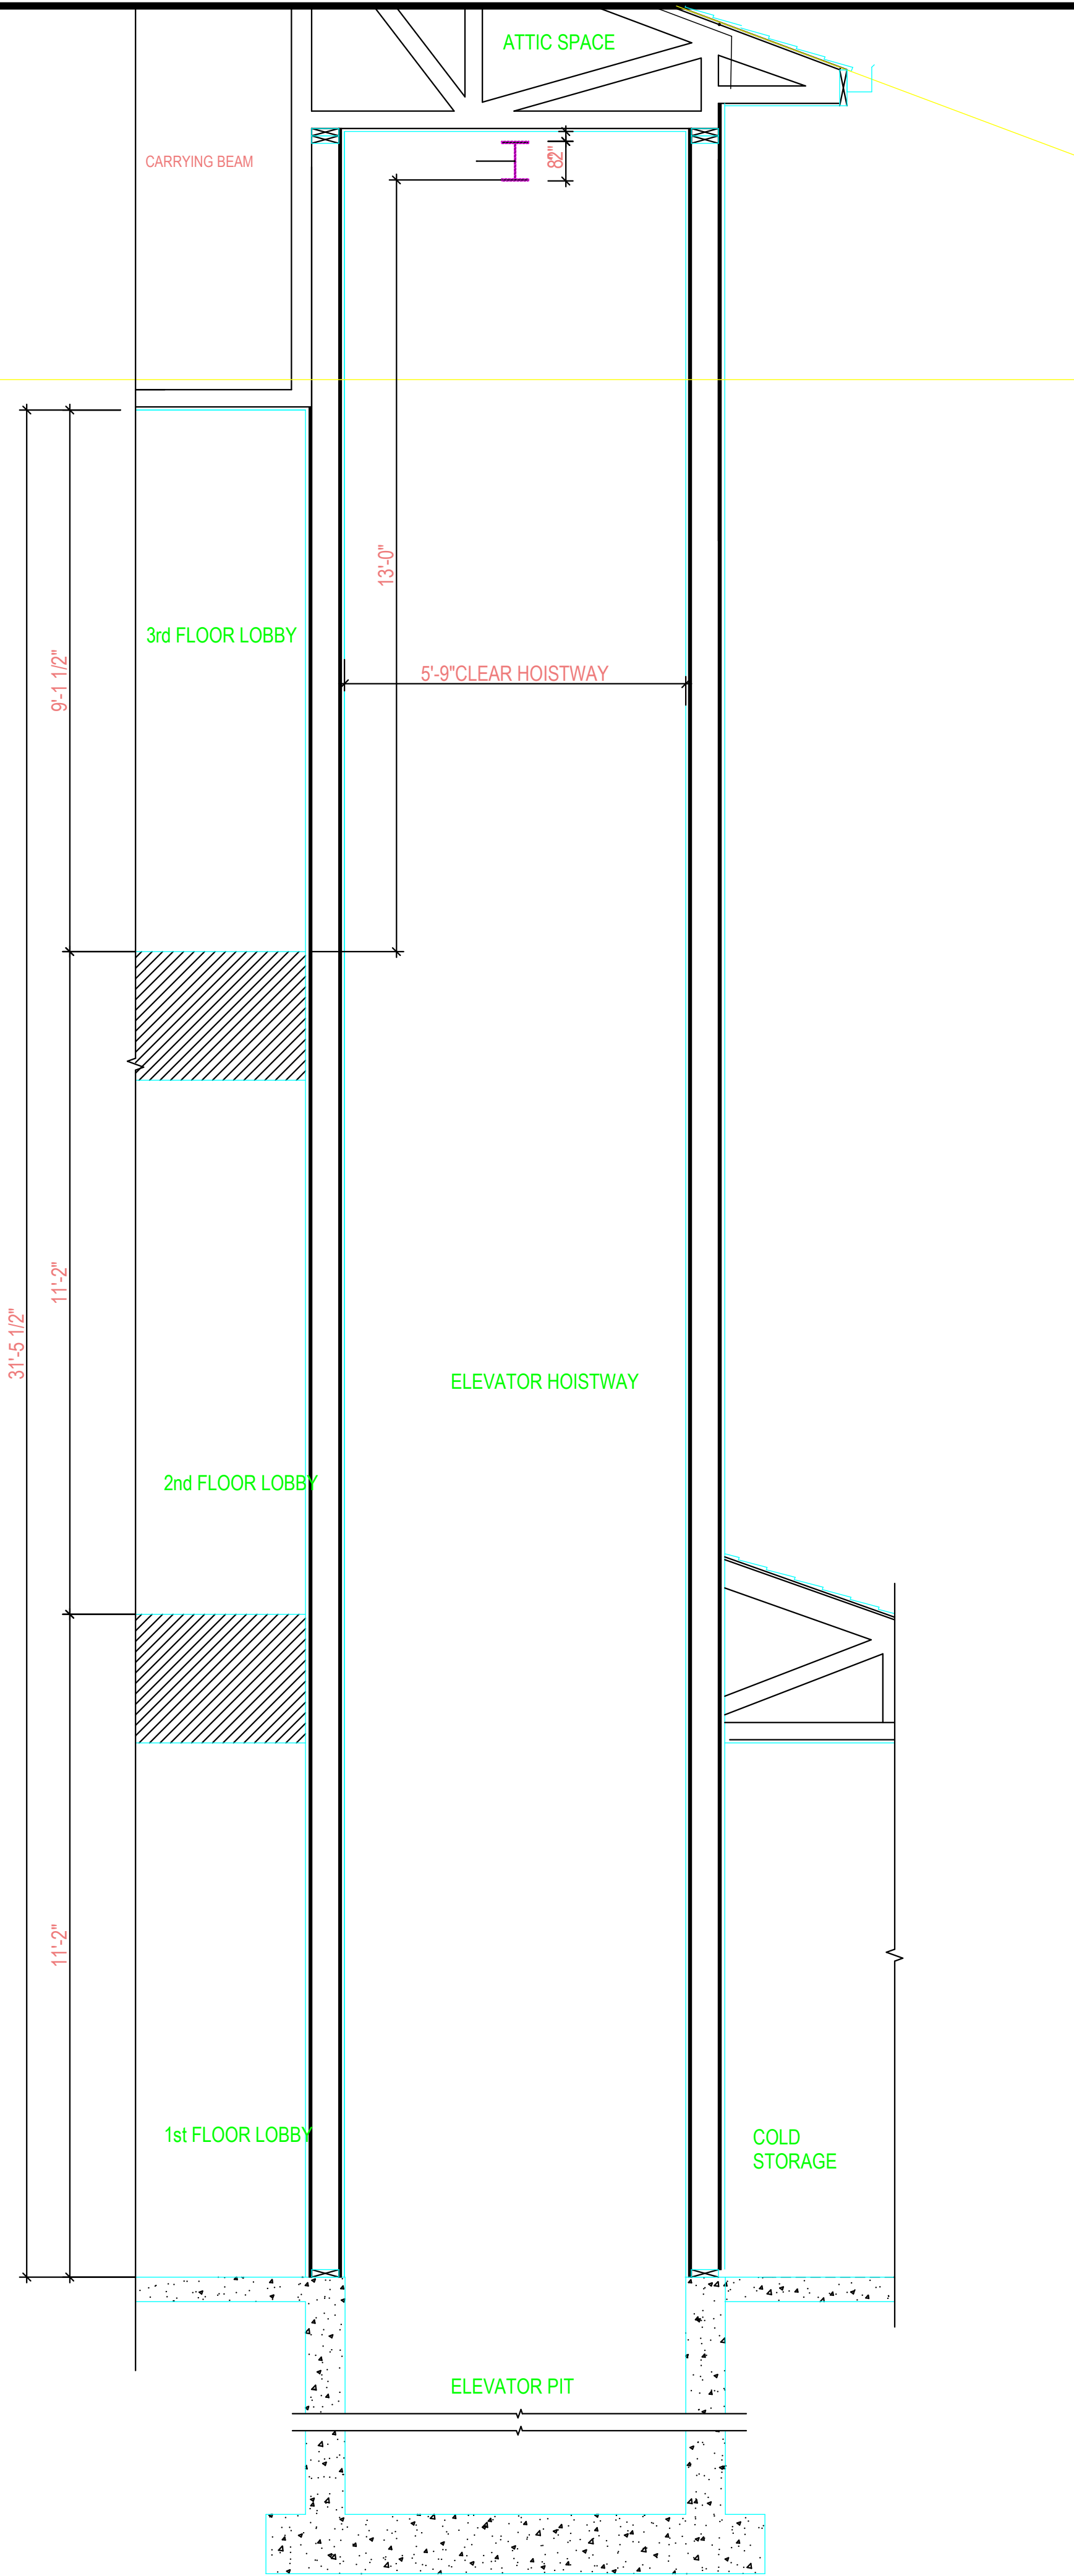 ATTIC SPACE
CARRYING BEAM
13'-0"
3rd FLOOR LOBBY
9'-1 1/2"
5'-9"CLEAR HOISTWAY
11'-2"
31'-5 1/2"
ELEVATOR HOISTWAY
2nd FLOOR LOBBY
11'-2"
1st FLOOR LOBBY
COLD
STORAGE
ELEVATOR PIT